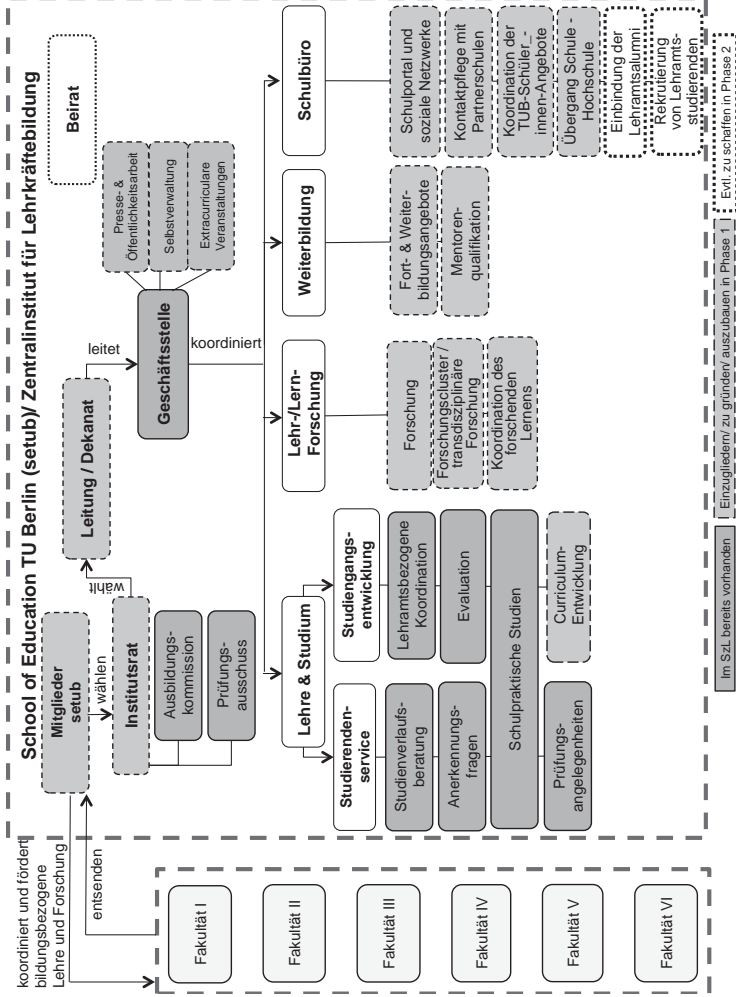 School of Education TU Berlin (setub)/ Zentralinstitut für Lehrkräftebildung
koordiniert und fördert
bildungsbezogene
Lehre und Forschung
entsenden
Fakultät I
Fakultät II
Fakultät III
Fakultät IV
Fakultät V
Fakultät VI
Mitglieder
setub
wählen
Institutsrat
wählt
Ausbildungs-
kommission
Prüfungs-
ausschuss
Leitung / Dekanat
leitet
Geschäftsstelle
koordiniert
Presse- &
Öffentlichkeitsarbeit
Selbstverwaltung
Extracurriculare
Veranstaltungen
Beirat
Lehre & Studium
Studierenden-
service
Studienverlaufs-
beratung
Anerkennungs-
fragen
Schulpraktische Studien
Prüfungs-
angelegenheiten
Studiengangs-
entwicklung
Lehramtsbezogene
Koordination
Evaluation
Curriculum-
Entwicklung
Lehr-/Lern-
Forschung
Forschung
Forschungscluster /
transdisziplinäre
Forschung
Koordination des
forschenden
Lernens
Weiterbildung
Fort- & Weiter-
bildungsangebote
Mentoren-
qualifikation
Schulbüro
Schulportal und
soziale Netzwerke
Kontaktpflege mit
Partnerschulen
Koordination der
TUB-Schüler_-
innen-Angebote
Übergang Schule -
Hochschule
Einbindung der
Lehramtsalumni
Rekrutierung
von Lehramts-
studierenden
Im SzL bereits vorhanden
Einzugliedern/ zu gründen/ auszubauen in Phase 1
Evtl. zu schaffen in Phase 2